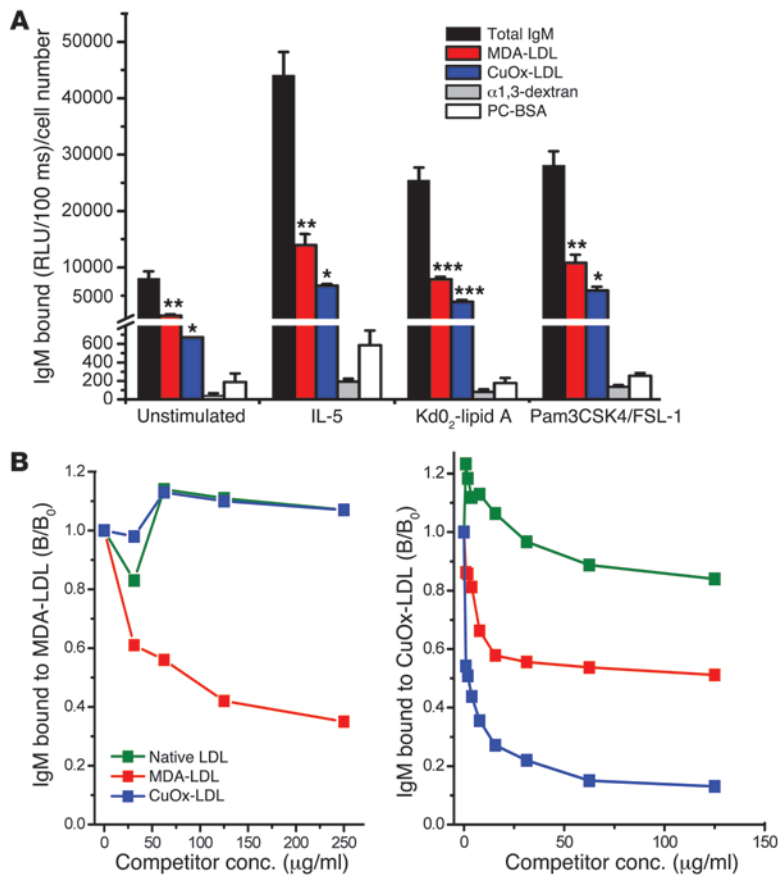 A
50000
40000
30000
20000
10000
5000
600
400
200
0
IgM bound (RLU/100 ms)/cell number
Total IgM
MDA-LDL
CuOx-LDL
α1,3-dextran
PC-BSA
** *
** *
*** ***
** *
Unstimulated IL-5 Kd0₂-lipid A Pam3CSK4/FSL-1
B
1.2
1.0
0.8
0.6
0.4
0.2
0.0
IgM bound to MDA-LDL (B/B₀)
Native LDL
MDA-LDL
CuOx-LDL
0 50 100 150 200 250
Competitor conc. (μg/ml)
1.2
1.0
0.8
0.6
0.4
0.2
0.0
IgM bound to CuOx-LDL (B/B₀)
0 50 100 150
Competitor conc. (μg/ml)